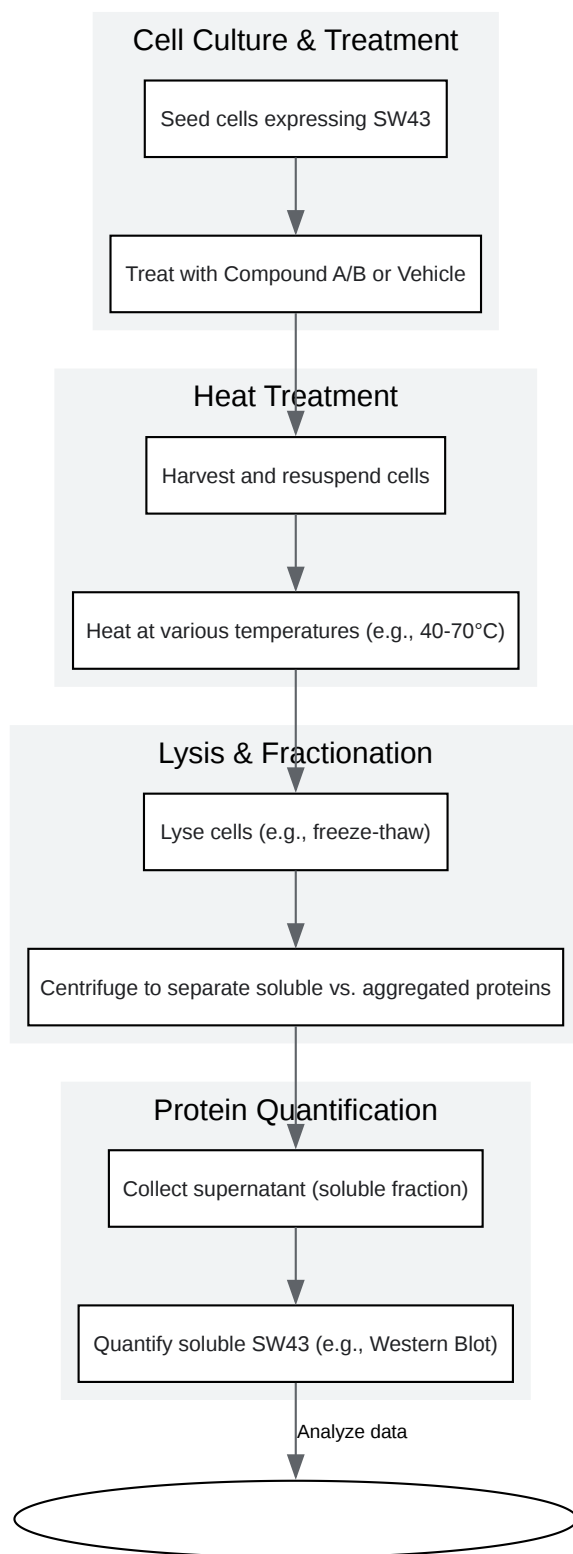 Cell Culture & Treatment
Seed cells expressing SW43
Treat with Compound A/B or Vehicle
Heat Treatment
Harvest and resuspend cells
Heat at various temperatures (e.g., 40-70°C)
Lysis & Fractionation
Lyse cells (e.g., freeze-thaw)
Centrifuge to separate soluble vs. aggregated proteins
Protein Quantification
Collect supernatant (soluble fraction)
Quantify soluble SW43 (e.g., Western Blot)
Analyze data